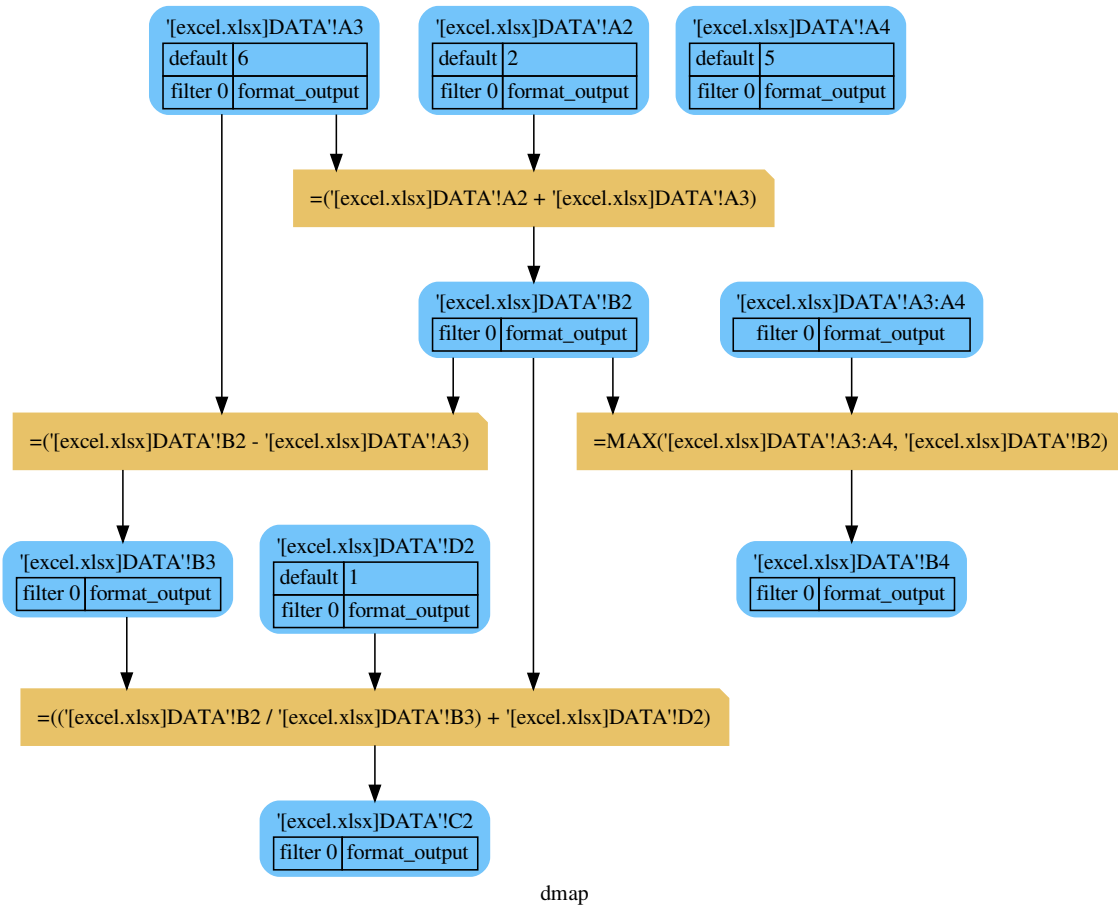 '[excel.xlsx]DATA'!A3
default 6
filter 0 format_output
'[excel.xlsx]DATA'!A2
default 2
filter 0 format_output
'[excel.xlsx]DATA'!A4
default 5
filter 0 format_output
=('[excel.xlsx]DATA'!A2 + '[excel.xlsx]DATA'!A3)
'[excel.xlsx]DATA'!B2
filter 0 format_output
'[excel.xlsx]DATA'!A3:A4
filter 0 format_output
=('[excel.xlsx]DATA'!B2 - '[excel.xlsx]DATA'!A3)
=MAX('[excel.xlsx]DATA'!A3:A4, '[excel.xlsx]DATA'!B2)
'[excel.xlsx]DATA'!B3
filter 0 format_output
'[excel.xlsx]DATA'!D2
default 1
filter 0 format_output
'[excel.xlsx]DATA'!B4
filter 0 format_output
=(('[excel.xlsx]DATA'!B2 / '[excel.xlsx]DATA'!B3) + '[excel.xlsx]DATA'!D2)
'[excel.xlsx]DATA'!C2
filter 0 format_output
dmap